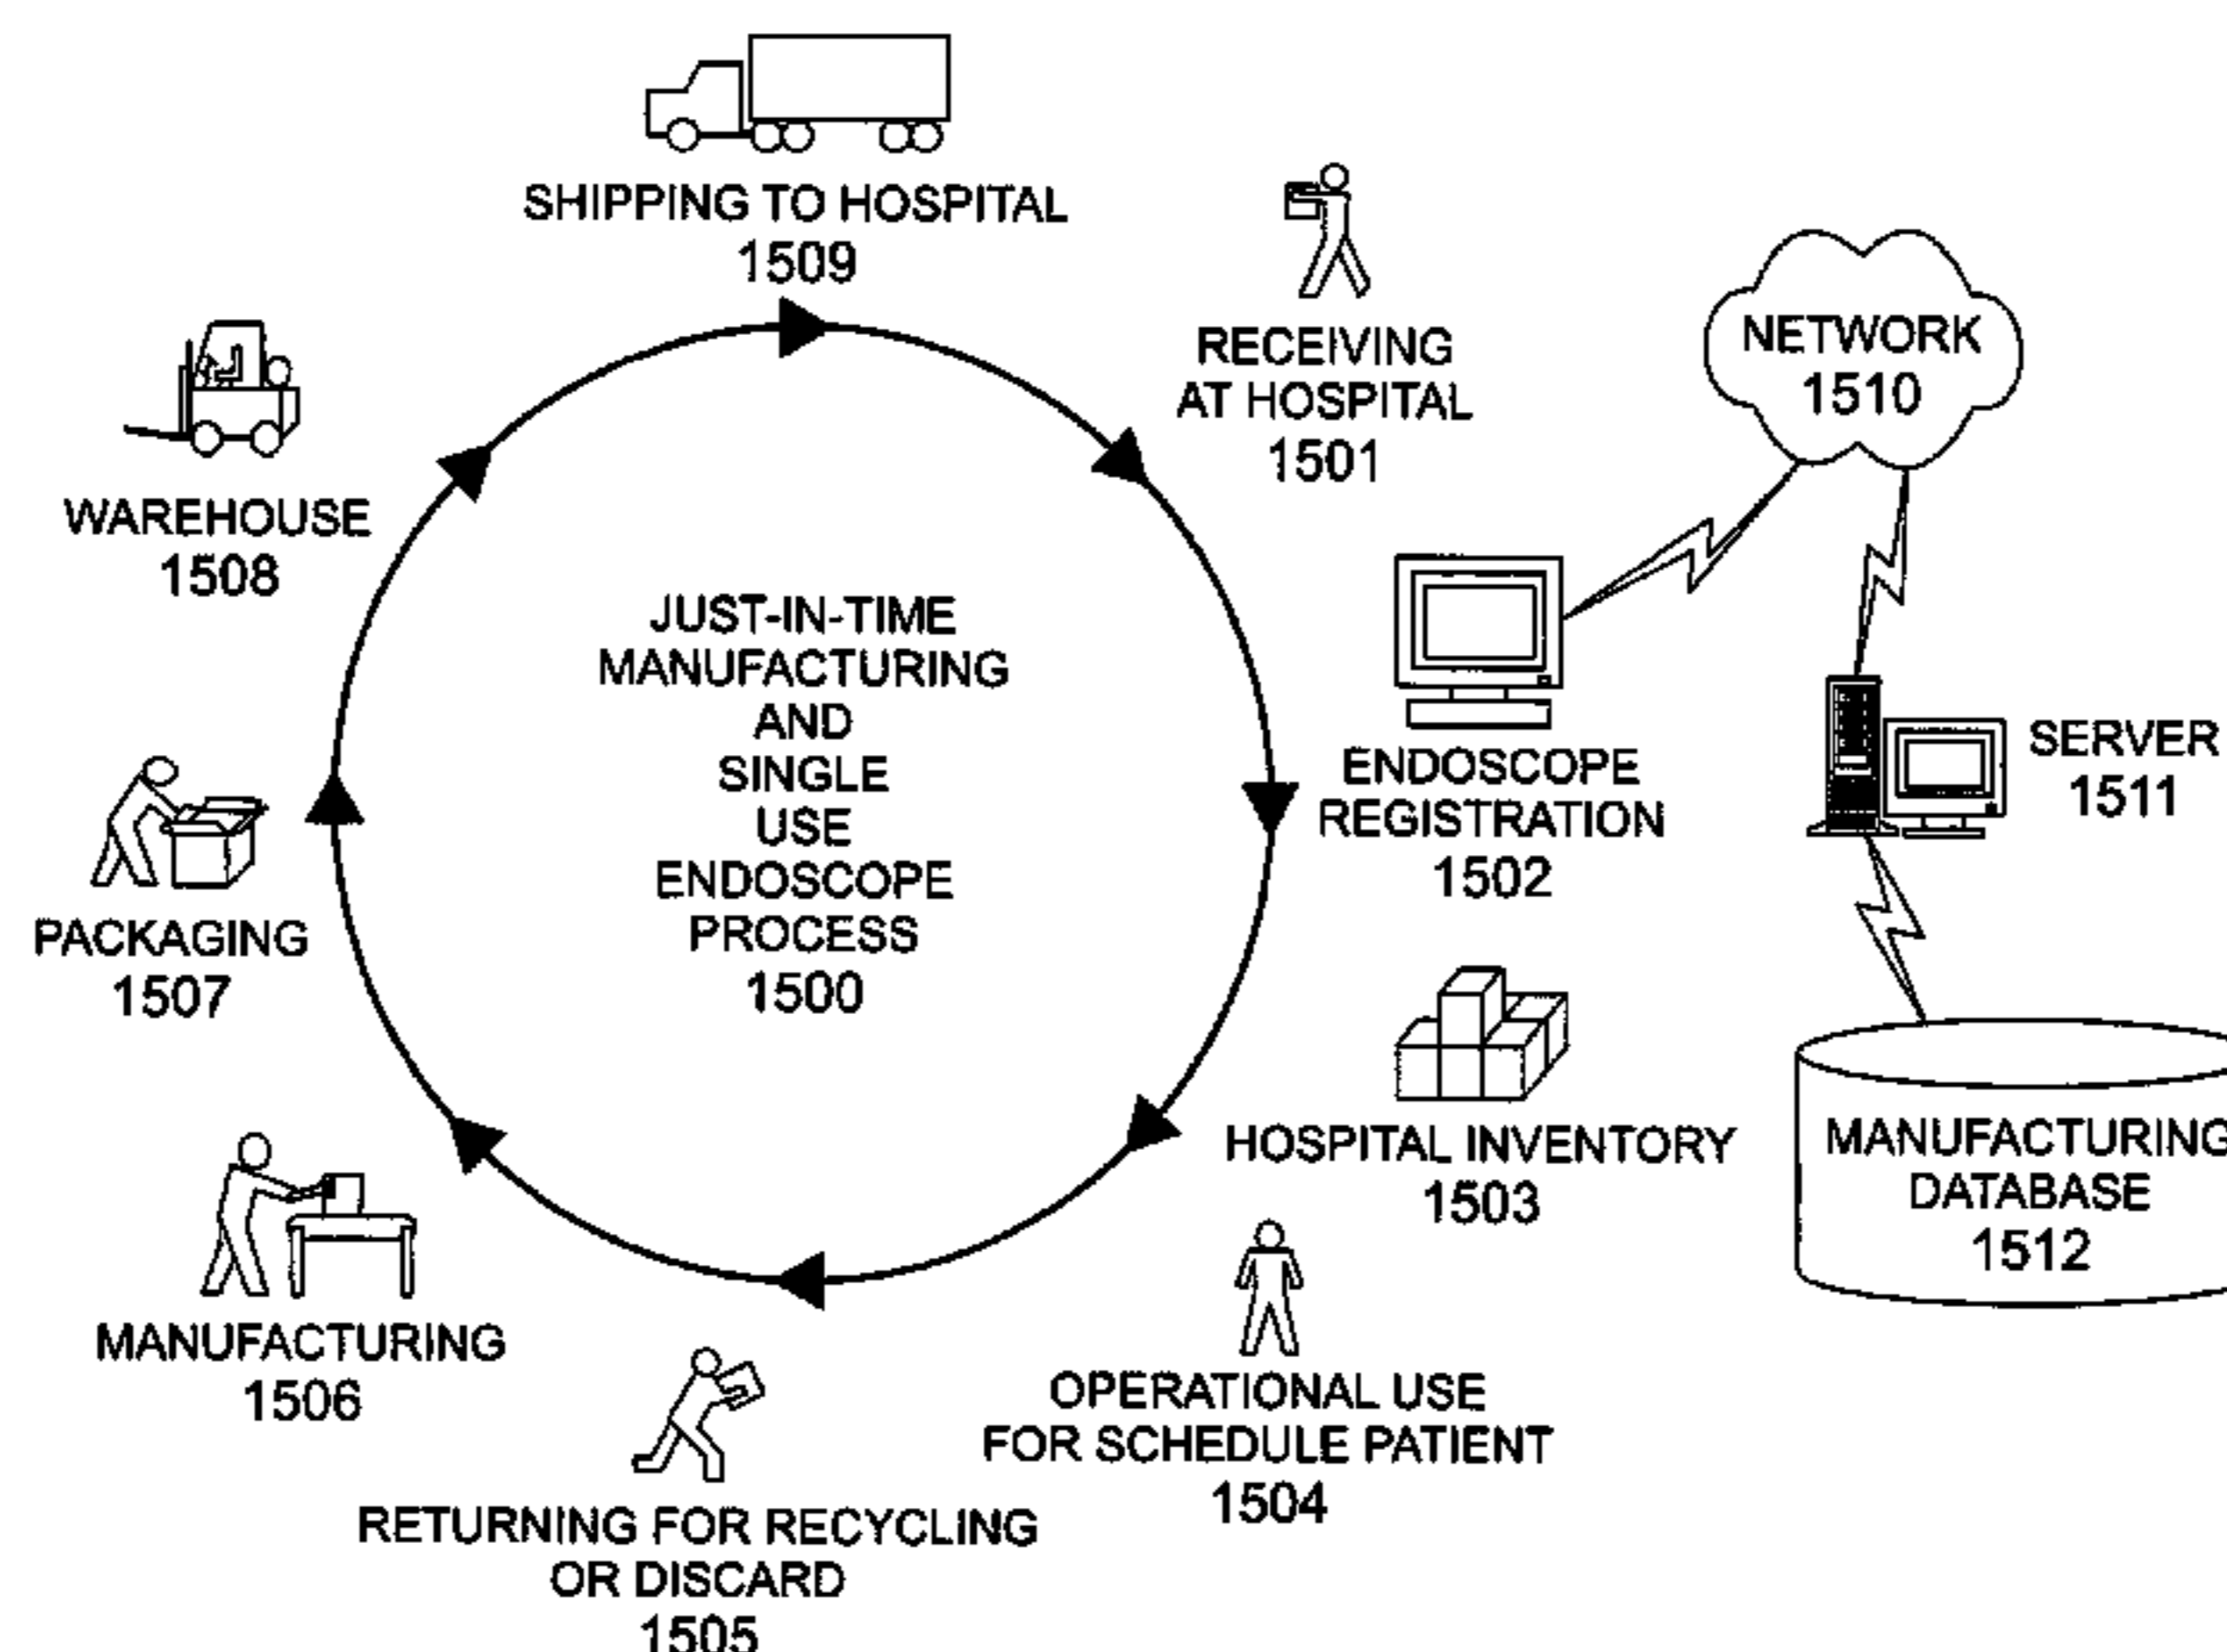 SHIPPING TO HOSPITAL
1509
RECEIVING
AT HOSPITAL
1501
NETWORK
1510
WAREHOUSE
1508
JUST-IN-TIME
MANUFACTURING
AND
SINGLE
USE
ENDOSCOPE
PROCESS
1500
ENDOSCOPE
REGISTRATION
1502
SERVER
1511
PACKAGING
1507
HOSPITAL INVENTORY
1503
MANUFACTURING
DATABASE
1512
MANUFACTURING
1506
OPERATIONAL USE
FOR SCHEDULE PATIENT
1504
RETURNING FOR RECYCLING
OR DISCARD
1505